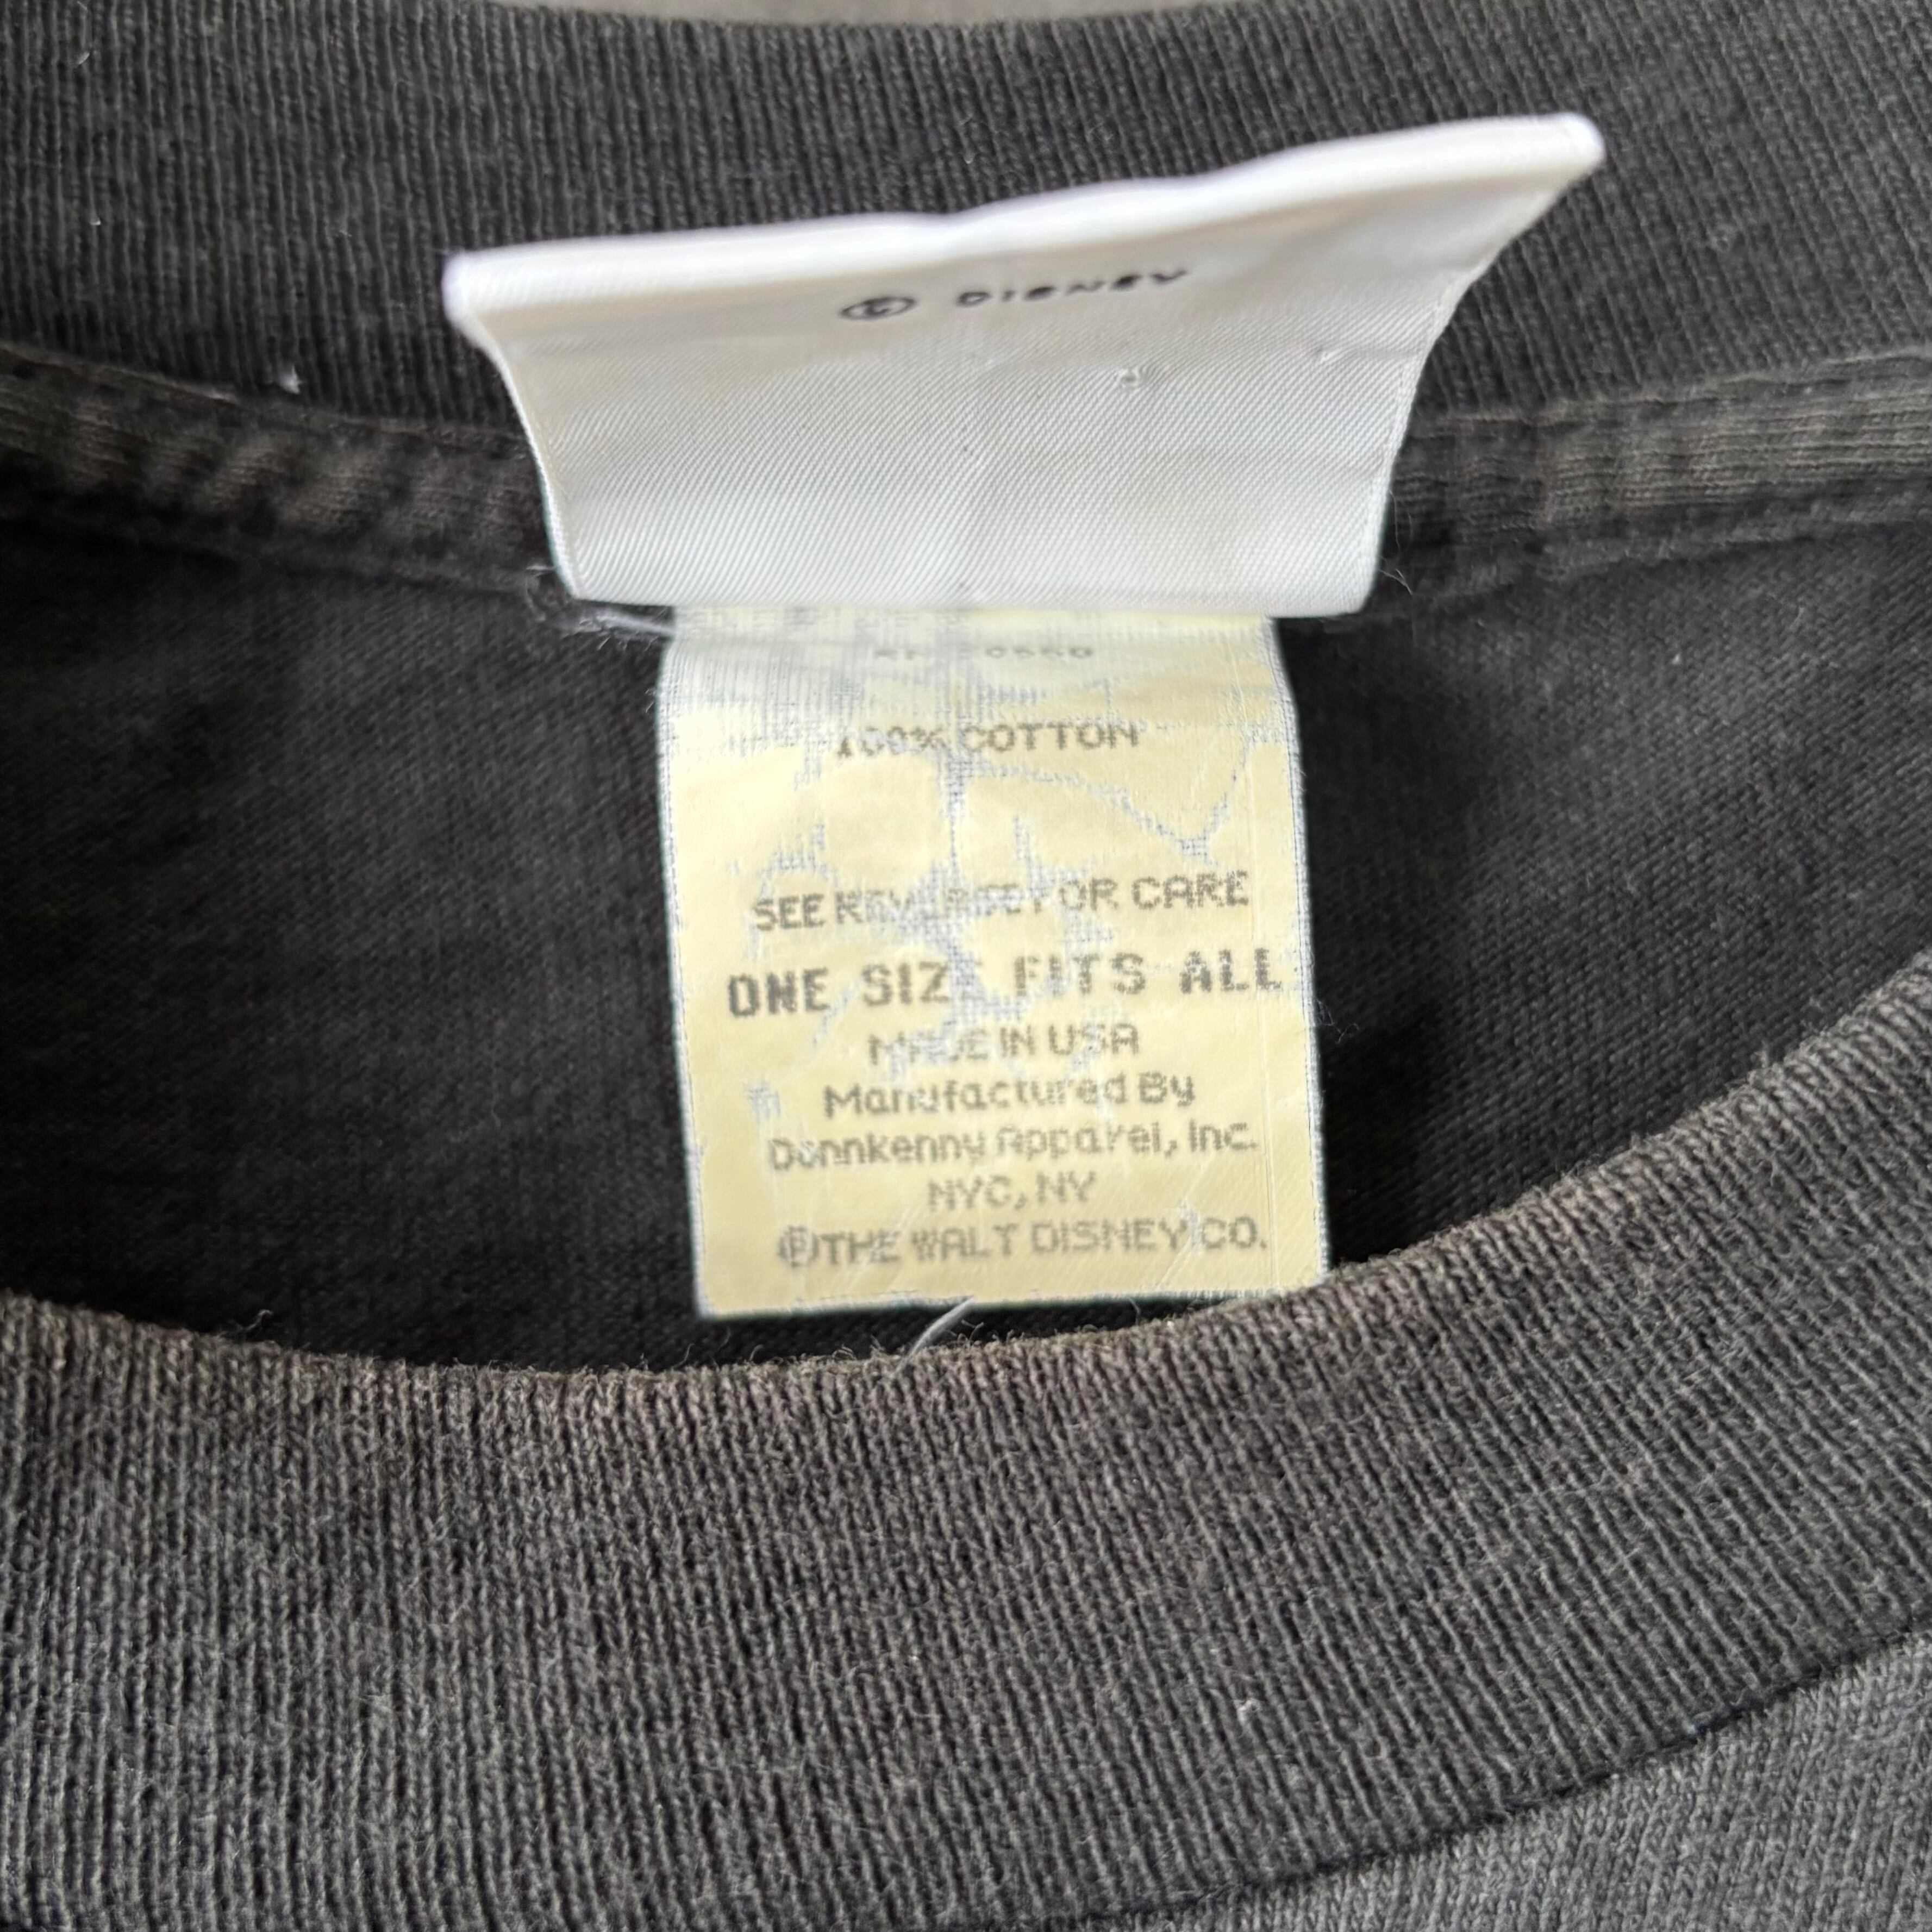 © DISNEY
100% COTTON
SEE REVERSE FOR CARE
ONE SIZE FITS ALL
MADE IN USA
Manufactured By
Donnkenny Apparel, Inc.
NYC, NY
©THE WALT DISNEY CO.